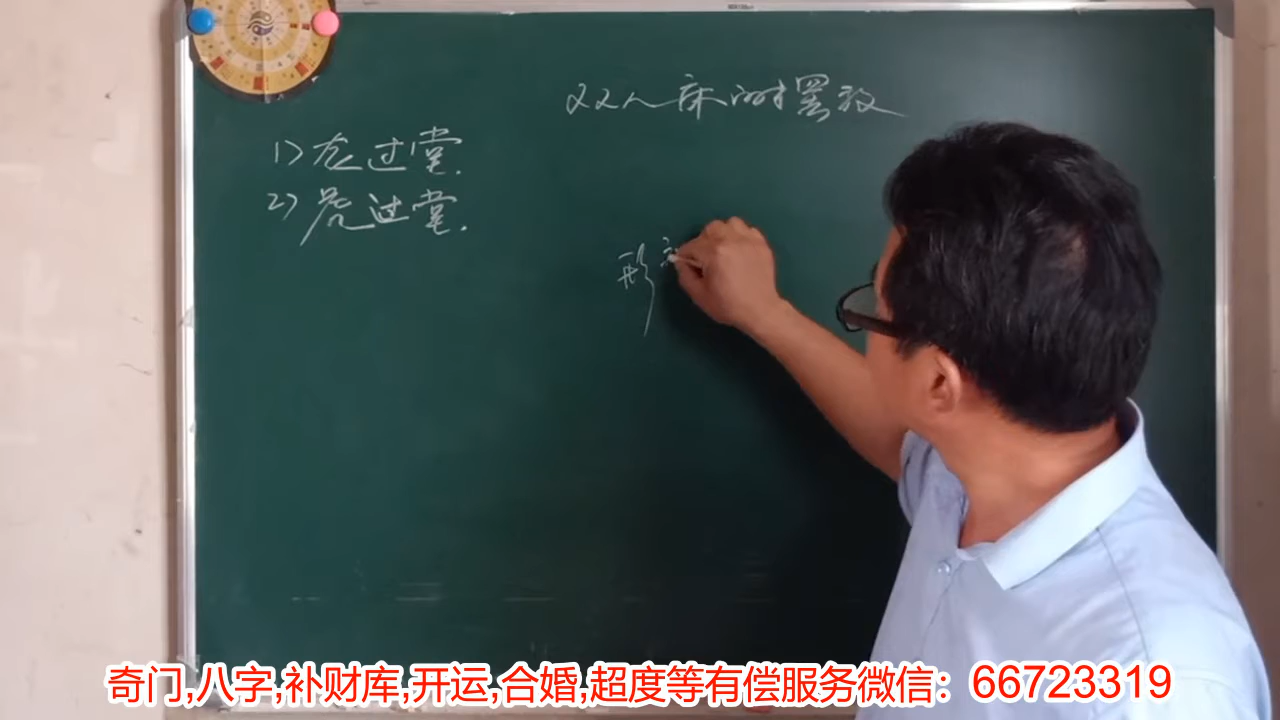 双人床的摆放
1)龙过堂.
2)虎过堂.
形
奇门,八字,补财库,开运,合婚,超度等有偿服务微信：66723319